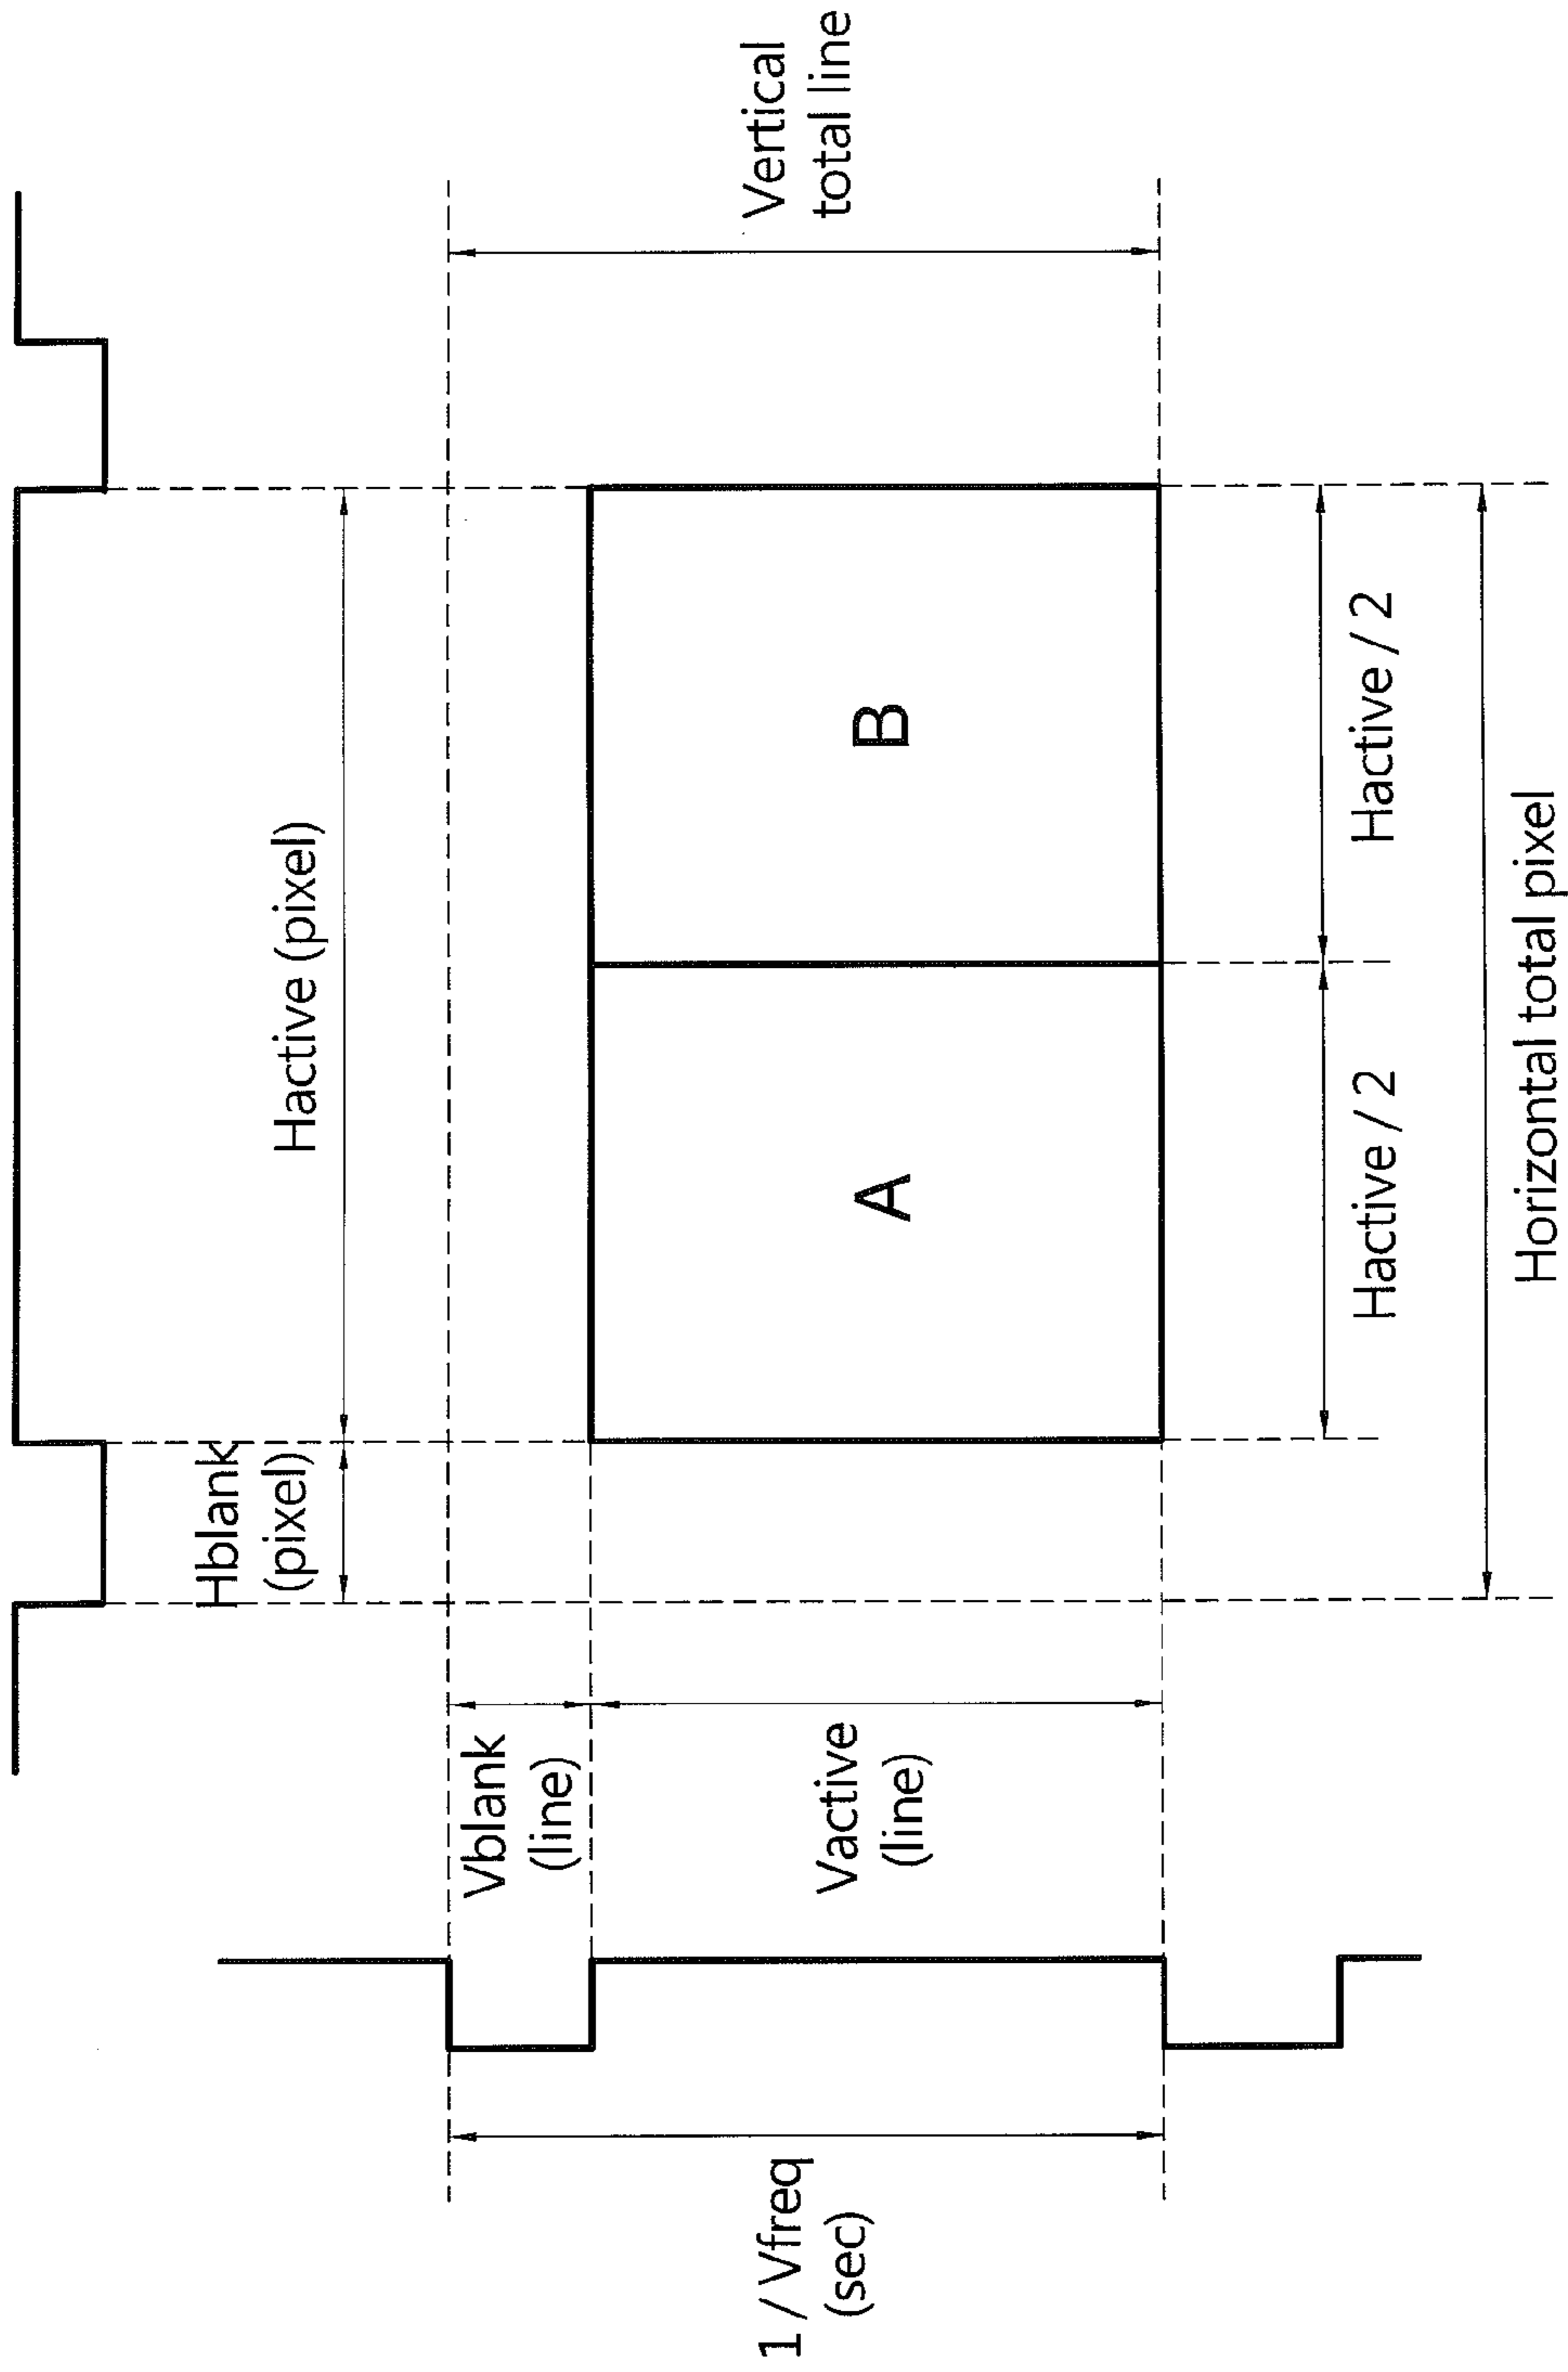 Hblank
(pixel)
Hactive (pixel)
Vblank
(line)
Vertical
total line
1 / Vfreq
(sec)
Vactive
(line)
A
B
Hactive / 2
Hactive / 2
Horizontal total pixel